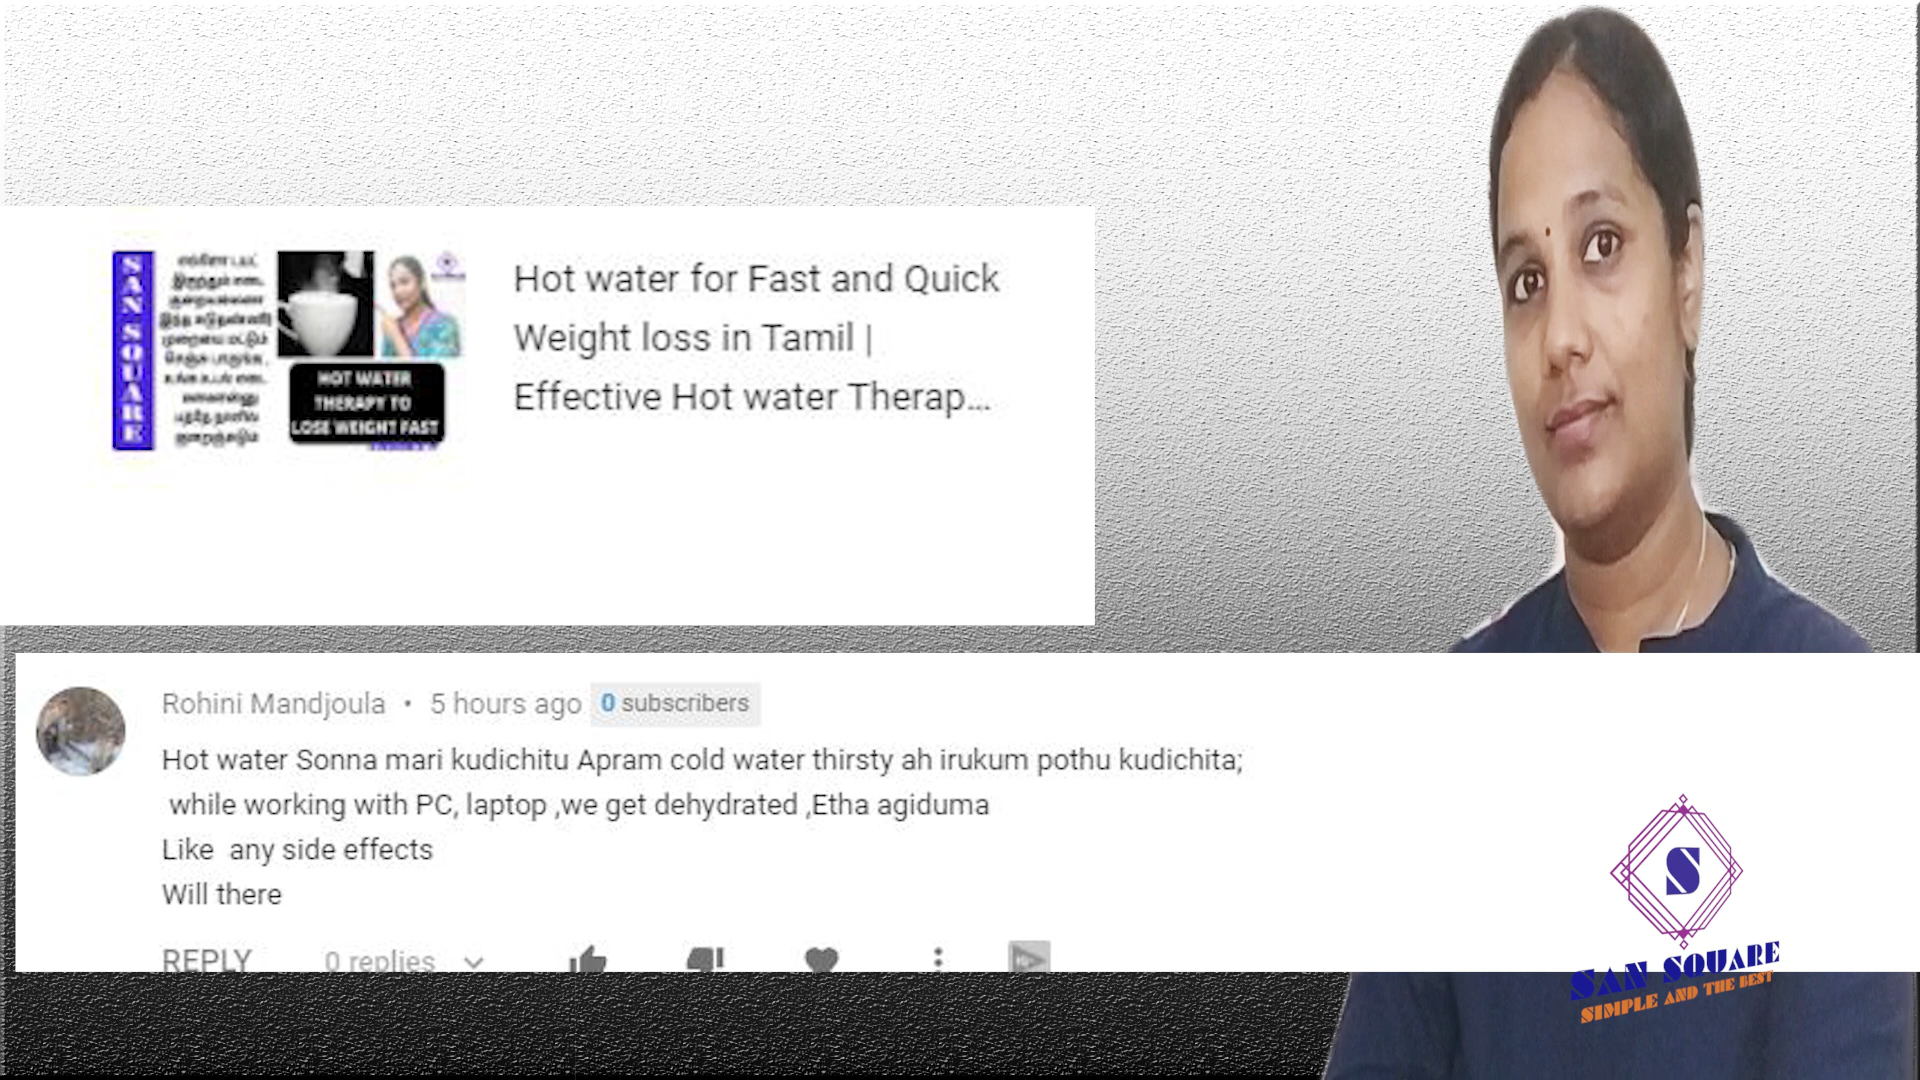 SAN SQUARE
HOT WATER
THERAPY TO
LOSE WEIGHT FAST
Hot water for Fast and Quick
Weight loss in Tamil |
Effective Hot water Therap...
Rohini Mandjoula • 5 hours ago 0 subscribers
Hot water Sonna mari kudichitu Apram cold water thirsty ah irukum pothu kudichita;
while working with PC, laptop ,we get dehydrated ,Etha agiduma
Like any side effects
Will there
REPLY 0 replies
S
SAN SQUARE
SIMPLE AND THE BEST